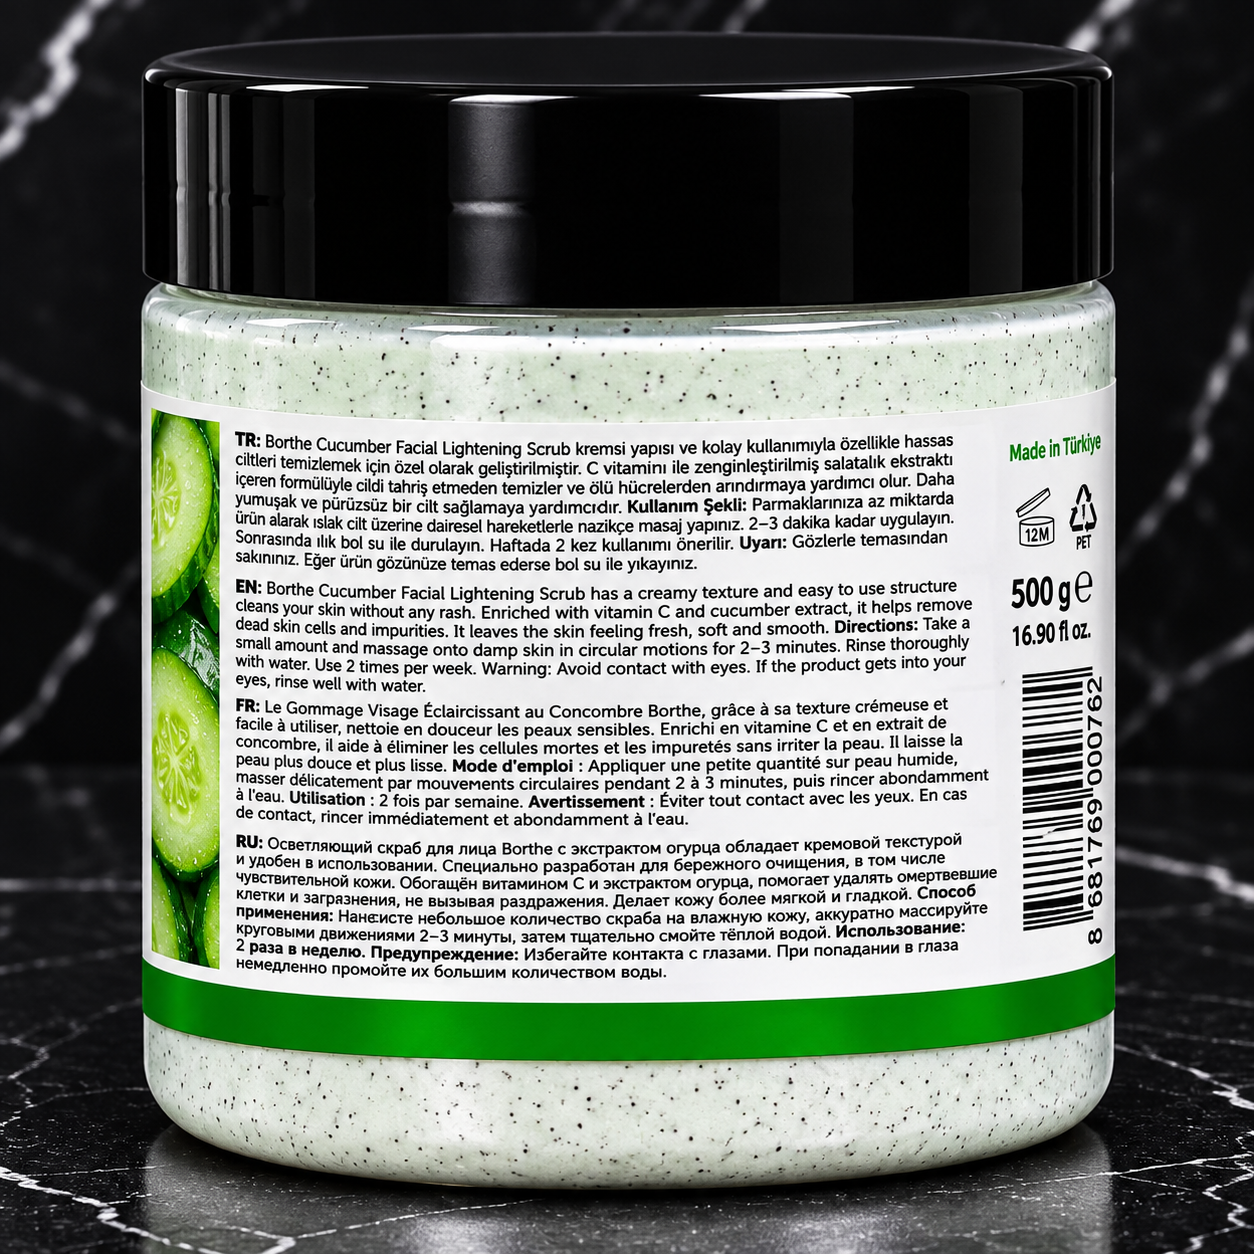 TR: Borthe Cucumber Facial Lightening Scrub kremsi yapısı ve kolay kullanımıyla özellikle hassas
ciltleri temizlemek için özel olarak geliştirilmiştir. C vitamini ile zenginleştirilmiş salatalık ekstraktı
içeren formülüyle cildi tahriş etmeden temizler ve ölü hücrelerden arındırmaya yardımcı olur. Daha
yumuşak ve pürüzsüz bir cilt sağlamaya yardımcıdır. Kullanım Şekli: Parmaklarınıza az miktarda
ürün alarak ıslak cilt üzerine dairesel hareketlerle nazikçe masaj yapınız. 2–3 dakika kadar uygulayın.
Sonrasında ılık bol su ile durulayın. Haftada 2 kez kullanımı önerilir. Uyarı: Gözlerle temasından
sakınınız. Eğer ürün gözünüze temas ederse bol su ile yıkayınız.
EN: Borthe Cucumber Facial Lightening Scrub has a creamy texture and easy to use structure
cleans your skin without any rash. Enriched with vitamin C and cucumber extract, it helps remove
dead skin cells and impurities. It leaves the skin feeling fresh, soft and smooth. Directions: Take a
small amount and massage onto damp skin in circular motions for 2–3 minutes. Rinse thoroughly
with water. Use 2 times per week. Warning: Avoid contact with eyes. If the product gets into your
eyes, rinse well with water.
FR: Le Gommage Visage Éclaircissant au Concombre Borthe, grâce à sa texture crémeuse et
facile à utiliser, nettoie en douceur les peaux sensibles. Enrichi en vitamine C et en extrait de
concombre, il aide à éliminer les cellules mortes et les impuretés sans irriter la peau. Il laisse la
peau plus douce et plus lisse. Mode d'emploi : Appliquer une petite quantité sur peau humide,
masser délicatement par mouvements circulaires pendant 2 à 3 minutes, puis rincer abondamment
à l'eau. Utilisation : 2 fois par semaine. Avertissement : Éviter tout contact avec les yeux. En cas
de contact, rincer immédiatement et abondamment à l'eau.
RU: Осветляющий скраб для лица Borthe с экстрактом огурца обладает кремовой текстурой
и удобен в использовании. Специально разработан для бережного очищения, в том числе
чувствительной кожи. Обогащён витамином С и экстрактом огурца, помогает удалять омертвевшие
клетки и загрязнения, не вызывая раздражения. Делает кожу более мягкой и гладкой. Способ
применения: небольшое количество скраба на влажную кожу, аккуратно массируйте
круговыми движениями 2–3 минуты, затем тщательно смойте тёплой водой. Использование:
2 раза в неделю. Предупреждение: Избегайте контакта с глазами. При попадании в глаза
немедленно промойте их большим количеством воды.
Made in Türkiye
12M
PET
500 g ℮
16.90 fl oz.
8 681769 000762